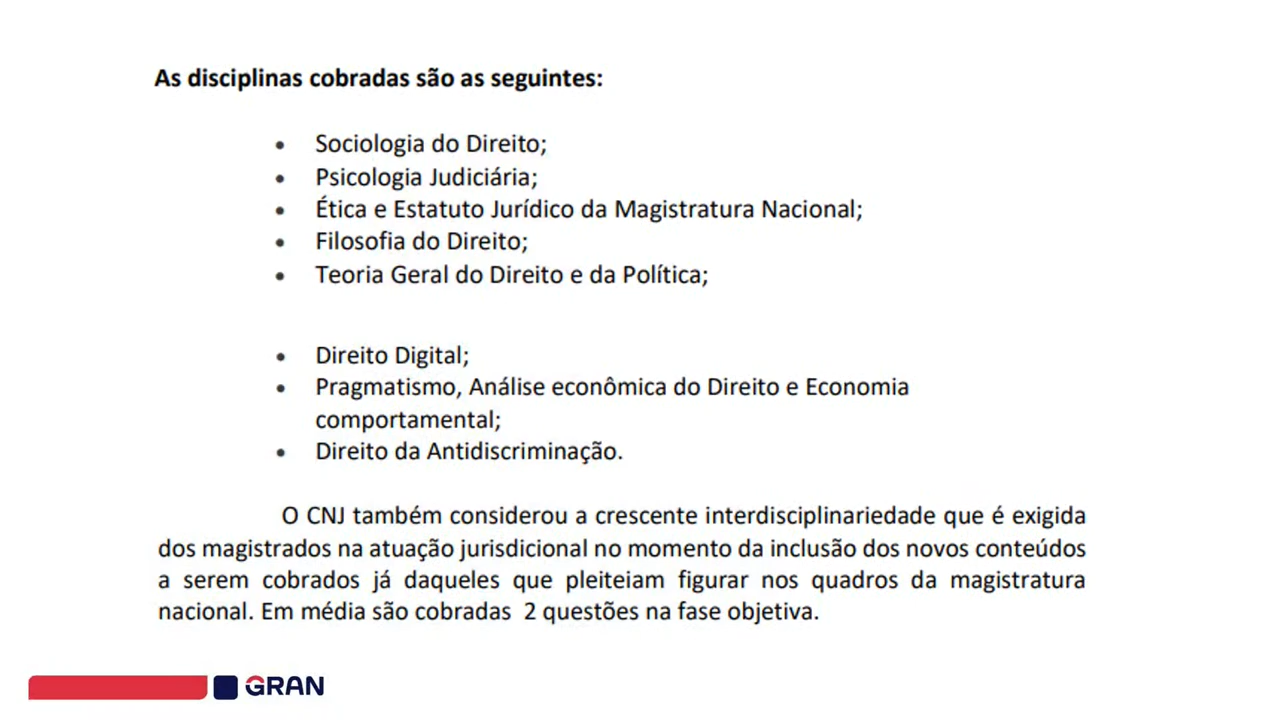 As disciplinas cobradas são as seguintes:
• Sociologia do Direito;
• Psicologia Judiciária;
• Ética e Estatuto Jurídico da Magistratura Nacional;
• Filosofia do Direito;
• Teoria Geral do Direito e da Política;
• Direito Digital;
• Pragmatismo, Análise econômica do Direito e Economia
comportamental;
• Direito da Antidiscriminação.
O CNJ também considerou a crescente interdisciplinariedade que é exigida
dos magistrados na atuação jurisdicional no momento da inclusão dos novos conteúdos
a serem cobrados já daqueles que pleiteiam figurar nos quadros da magistratura
nacional. Em média são cobradas 2 questões na fase objetiva.
GRAN